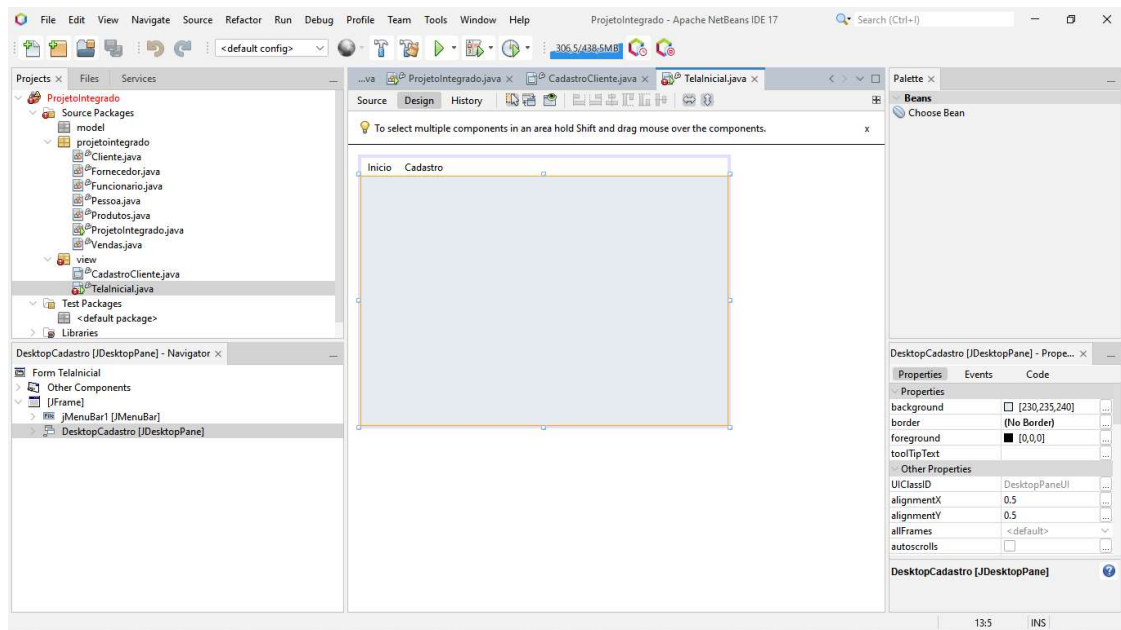 File Edit View Navigate Source Refactor Run Debug Profile Team Tools Window Help ProjetoIntegrado - Apache NetBeans IDE 17 Search (Ctrl+I)
<default config> 306.5/438.5MB
Projects Files Services
ProjetoIntegrado
Source Packages
model
projetointegrado
Cliente.java
Fornecedor.java
Funcionario.java
Pessoa.java
Produtos.java
ProjetoIntegrado.java
Vendas.java
view
CadastroCliente.java
TelaInicial.java
Test Packages
<default package>
Libraries
DesktopCadastro [JDesktopPane] - Navigator
Form TelaInicial
Other Components
[JFrame]
jMenuBar1 [JMenuBar]
DesktopCadastro [JDesktopPane]
...va ProjetoIntegrado.java CadastroCliente.java TelaInicial.java
Source Design History
To select multiple components in an area hold Shift and drag mouse over the components. x
Inicio Cadastro
Palette
Beans
Choose Bean
DesktopCadastro [JDesktopPane] - Prope...
Properties Events Code
Properties
background [230,235,240] ...
border (No Border) ...
foreground [0,0,0] ...
toolTipText ...
Other Properties
UIClassID DesktopPaneUI ...
alignmentX 0.5 ...
alignmentY 0.5 ...
allFrames <default>
autoscrolls ...
DesktopCadastro [JDesktopPane]
13:5 INS